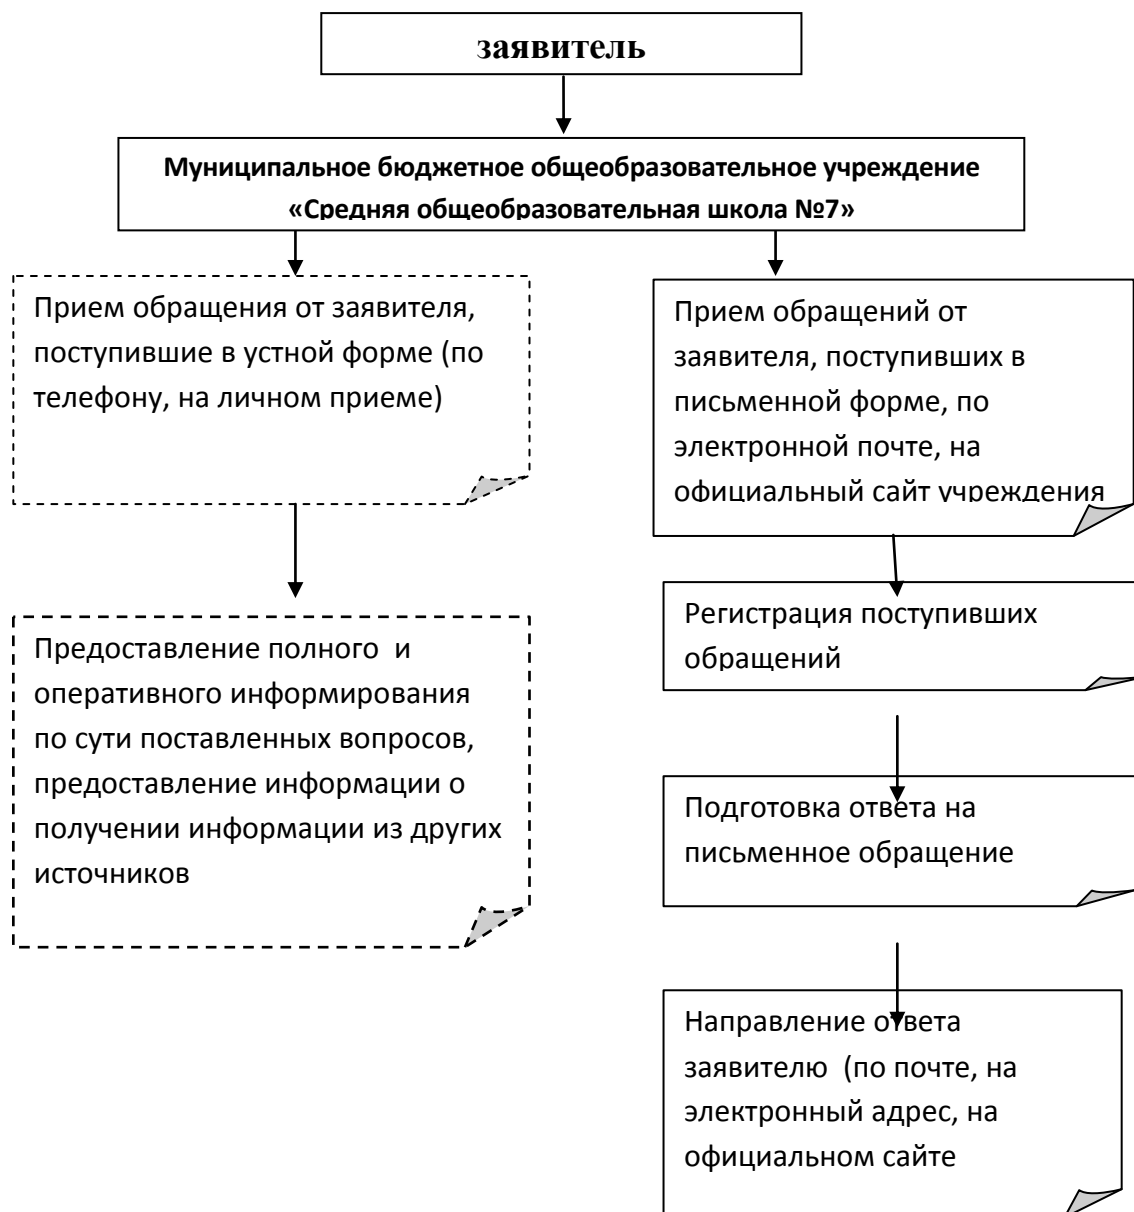 заявитель
Муниципальное бюджетное общеобразовательное учреждение
«Средняя общеобразовательная школа №7»
Прием обращения от заявителя,
поступившие в устной форме (по
телефону, на личном приеме)
Предоставление полного  и
оперативного информирования
по сути поставленных вопросов,
предоставление информации о
получении информации из других
источников
Прием обращений от
заявителя, поступивших в
письменной форме, по
электронной почте, на
официальный сайт учреждения
Регистрация поступивших
обращений
Подготовка ответа на
письменное обращение
Направление ответа
заявителю  (по почте, на
электронный адрес, на
официальном сайте